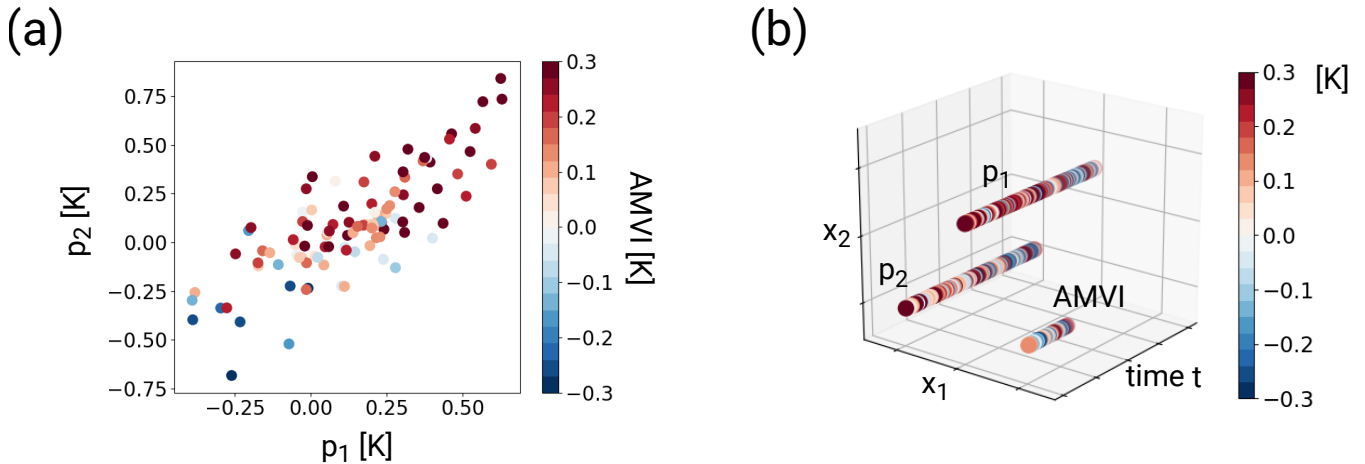 (a)
0.75
0.50
0.25
0.00
−0.25
−0.50
−0.75
p₂ [K]
−0.25 0.00 0.25 0.50
p₁ [K]
0.3
0.2
0.1
0.0
−0.1
−0.2
−0.3
AMVI [K]
(b)
p₁
p₂
AMVI
x₂
x₁
time t
0.3
0.2
0.1
0.0
−0.1
−0.2
−0.3
[K]